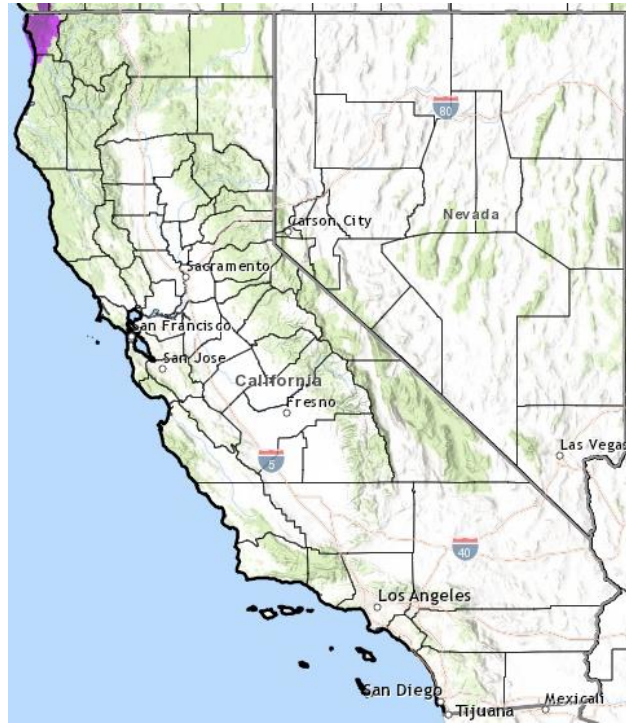 80
Carson City
Nevada
Sacramento
San Francisco
San Jose
California
Fresno
Las Vegas
5
40
Los Angeles
San Diego
Tijuana
Mexicali